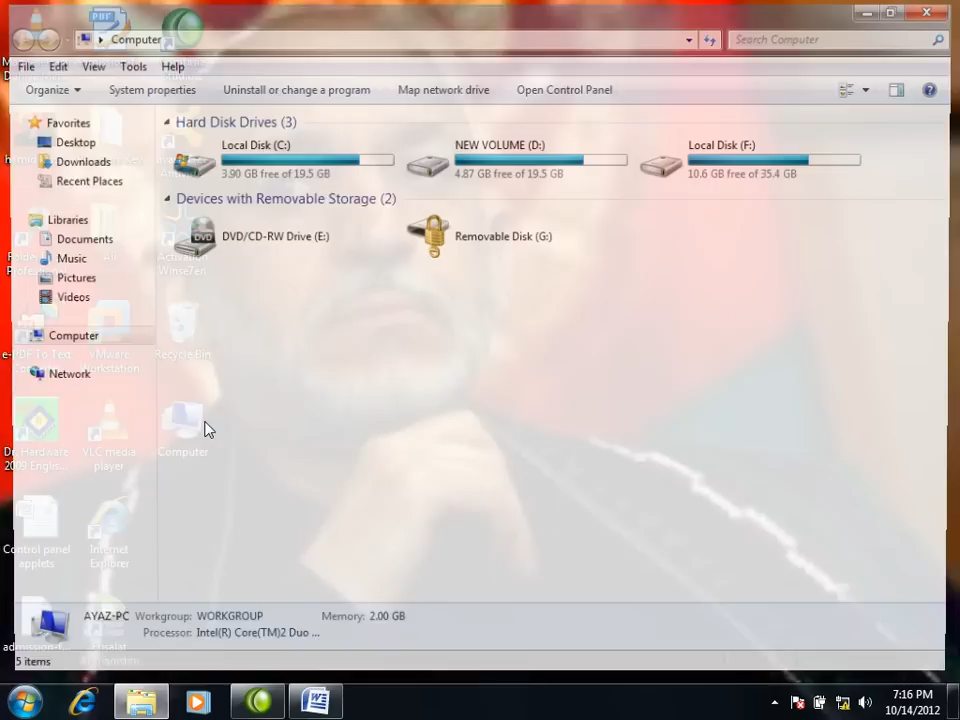 Computer
Search Computer
File Edit View Tools Help
Organize System properties Uninstall or change a program Map network drive Open Control Panel
Favorites
Desktop
Downloads
Recent Places
Libraries
Documents
Music
Pictures
Videos
Computer
Network
Hard Disk Drives (3)
Local Disk (C:)
3.90 GB free of 19.5 GB
NEW VOLUME (D:)
4.87 GB free of 19.5 GB
Local Disk (F:)
10.6 GB free of 35.4 GB
Devices with Removable Storage (2)
DVD
DVD/CD-RW Drive (E:)
Removable Disk (G:)
PDF
Recycle Bin
VLC media
player
Computer
Control panel
applets
Internet
Explorer
AYAZ-PC Workgroup: WORKGROUP Memory: 2.00 GB
Processor: Intel(R) Core(TM)2 Duo ...
5 items
7:16 PM
10/14/2012